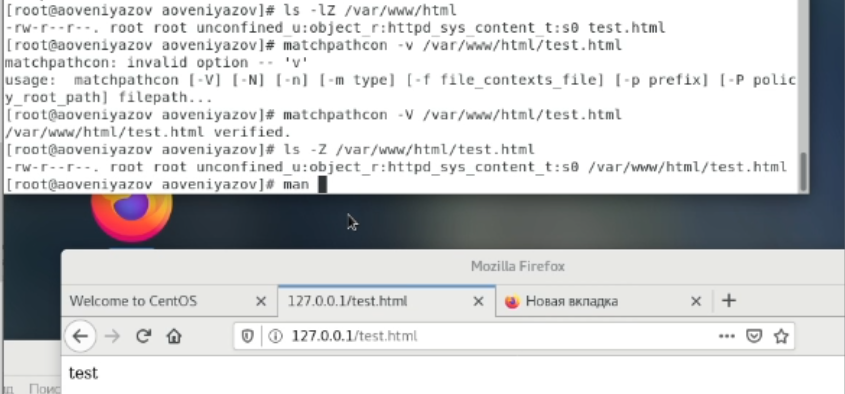 [root@aoveniyazov aoveniyazov]# ls -lZ /var/www/html
-rw-r--r--. root root unconfined_u:object_r:httpd_sys_content_t:s0 test.html
[root@aoveniyazov aoveniyazov]# matchpathcon -v /var/www/html/test.html
matchpathcon: invalid option -- 'v'
usage:  matchpathcon [-V] [-N] [-n] [-m type] [-f file_contexts_file] [-p prefix] [-P polic
y_root_path] filepath...
[root@aoveniyazov aoveniyazov]# matchpathcon -V /var/www/html/test.html
/var/www/html/test.html verified.
[root@aoveniyazov aoveniyazov]# ls -Z /var/www/html/test.html
-rw-r--r--. root root unconfined_u:object_r:httpd_sys_content_t:s0 /var/www/html/test.html
[root@aoveniyazov aoveniyazov]# man
Mozilla Firefox
Welcome to CentOS
127.0.0.1/test.html
Новая вкладка
127.0.0.1/test.html
test